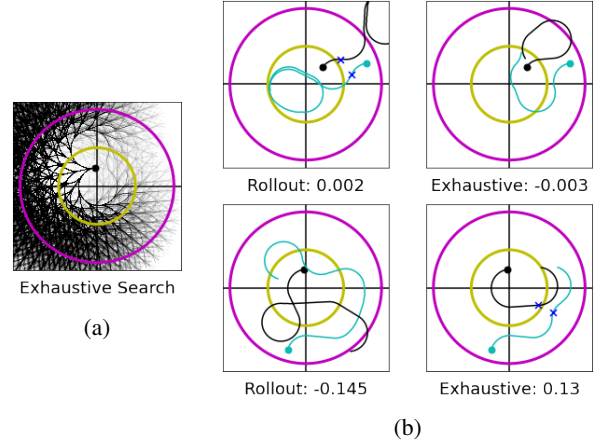 Rollout: 0.002
Exhaustive: -0.003
Exhaustive Search
(a)
Rollout: -0.145
Exhaustive: 0.13
(b)